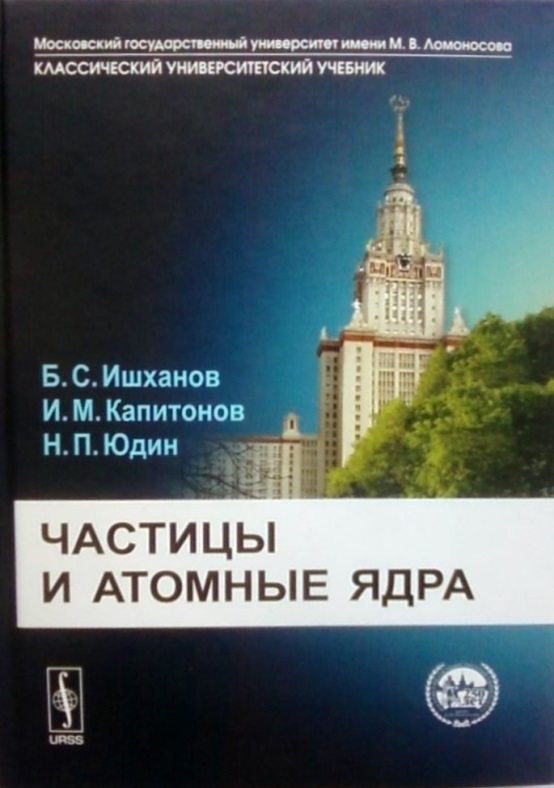 Московский государственный университет имени М. В. Ломоносова
КЛАССИЧЕСКИЙ УНИВЕРСИТЕТСКИЙ УЧЕБНИК
Б. С. Ишханов
И. М. Капитонов
Н. П. Юдин
ЧАСТИЦЫ
И АТОМНЫЕ ЯДРА
URSS